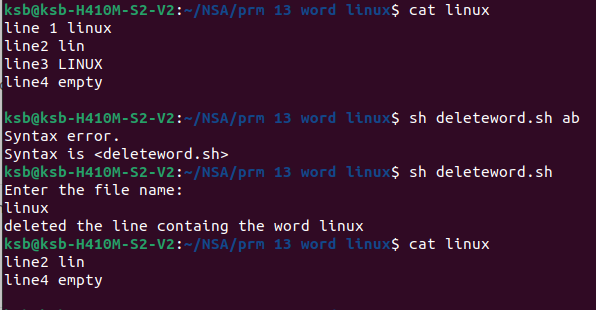 ksb@ksb-H410M-S2-V2:~/NSA/prm 13 word linux$ cat linux
line 1 linux
line2 lin
line3 LINUX
line4 empty
ksb@ksb-H410M-S2-V2:~/NSA/prm 13 word linux$ sh deleteword.sh ab
Syntax error.
Syntax is <deleteword.sh>
ksb@ksb-H410M-S2-V2:~/NSA/prm 13 word linux$ sh deleteword.sh
Enter the file name:
linux
deleted the line containg the word linux
ksb@ksb-H410M-S2-V2:~/NSA/prm 13 word linux$ cat linux
line2 lin
line4 empty